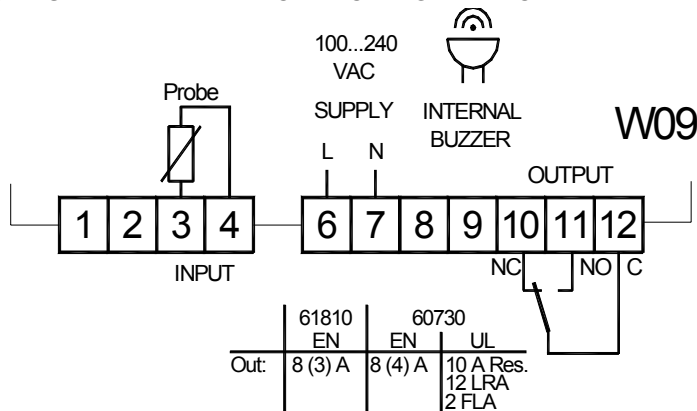 100...240
VAC
Probe
SUPPLY
INTERNAL
BUZZER
W09
L N
OUTPUT
1 2 3 4 6 7 8 9 10 11 12
INPUT
NC NO C
61810 60730
EN EN UL
Out: 8 (3) A 8 (4) A 10 A Res.
12 LRA
2 FLA